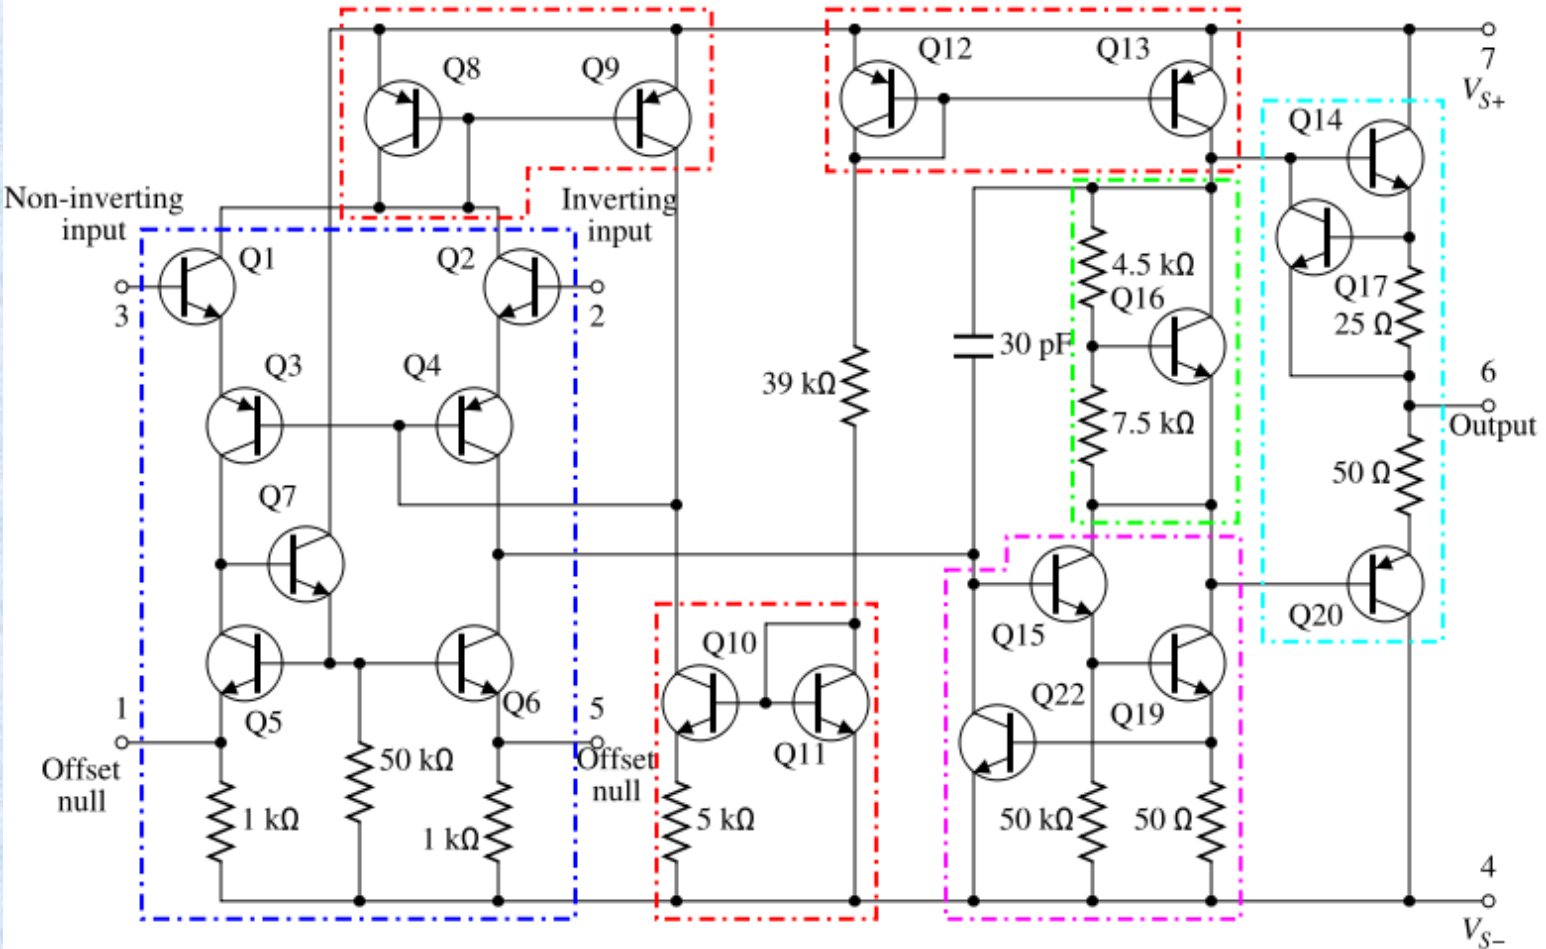 Q8
Q9
Q12
Q13
7
V_{S+}
Q14
Non-inverting
input
Inverting
input
Q1
Q2
3
2
4.5 kΩ
Q16
Q17
25 Ω
30 pF
Q3
Q4
39 kΩ
7.5 kΩ
6
Output
50 Ω
Q7
Q20
Q15
Q10
Q22
Q19
1
Q5
Q6
5
Q11
Offset
null
50 kΩ
Offset
null
1 kΩ
1 kΩ
5 kΩ
50 kΩ
50 Ω
4
V_{S−}